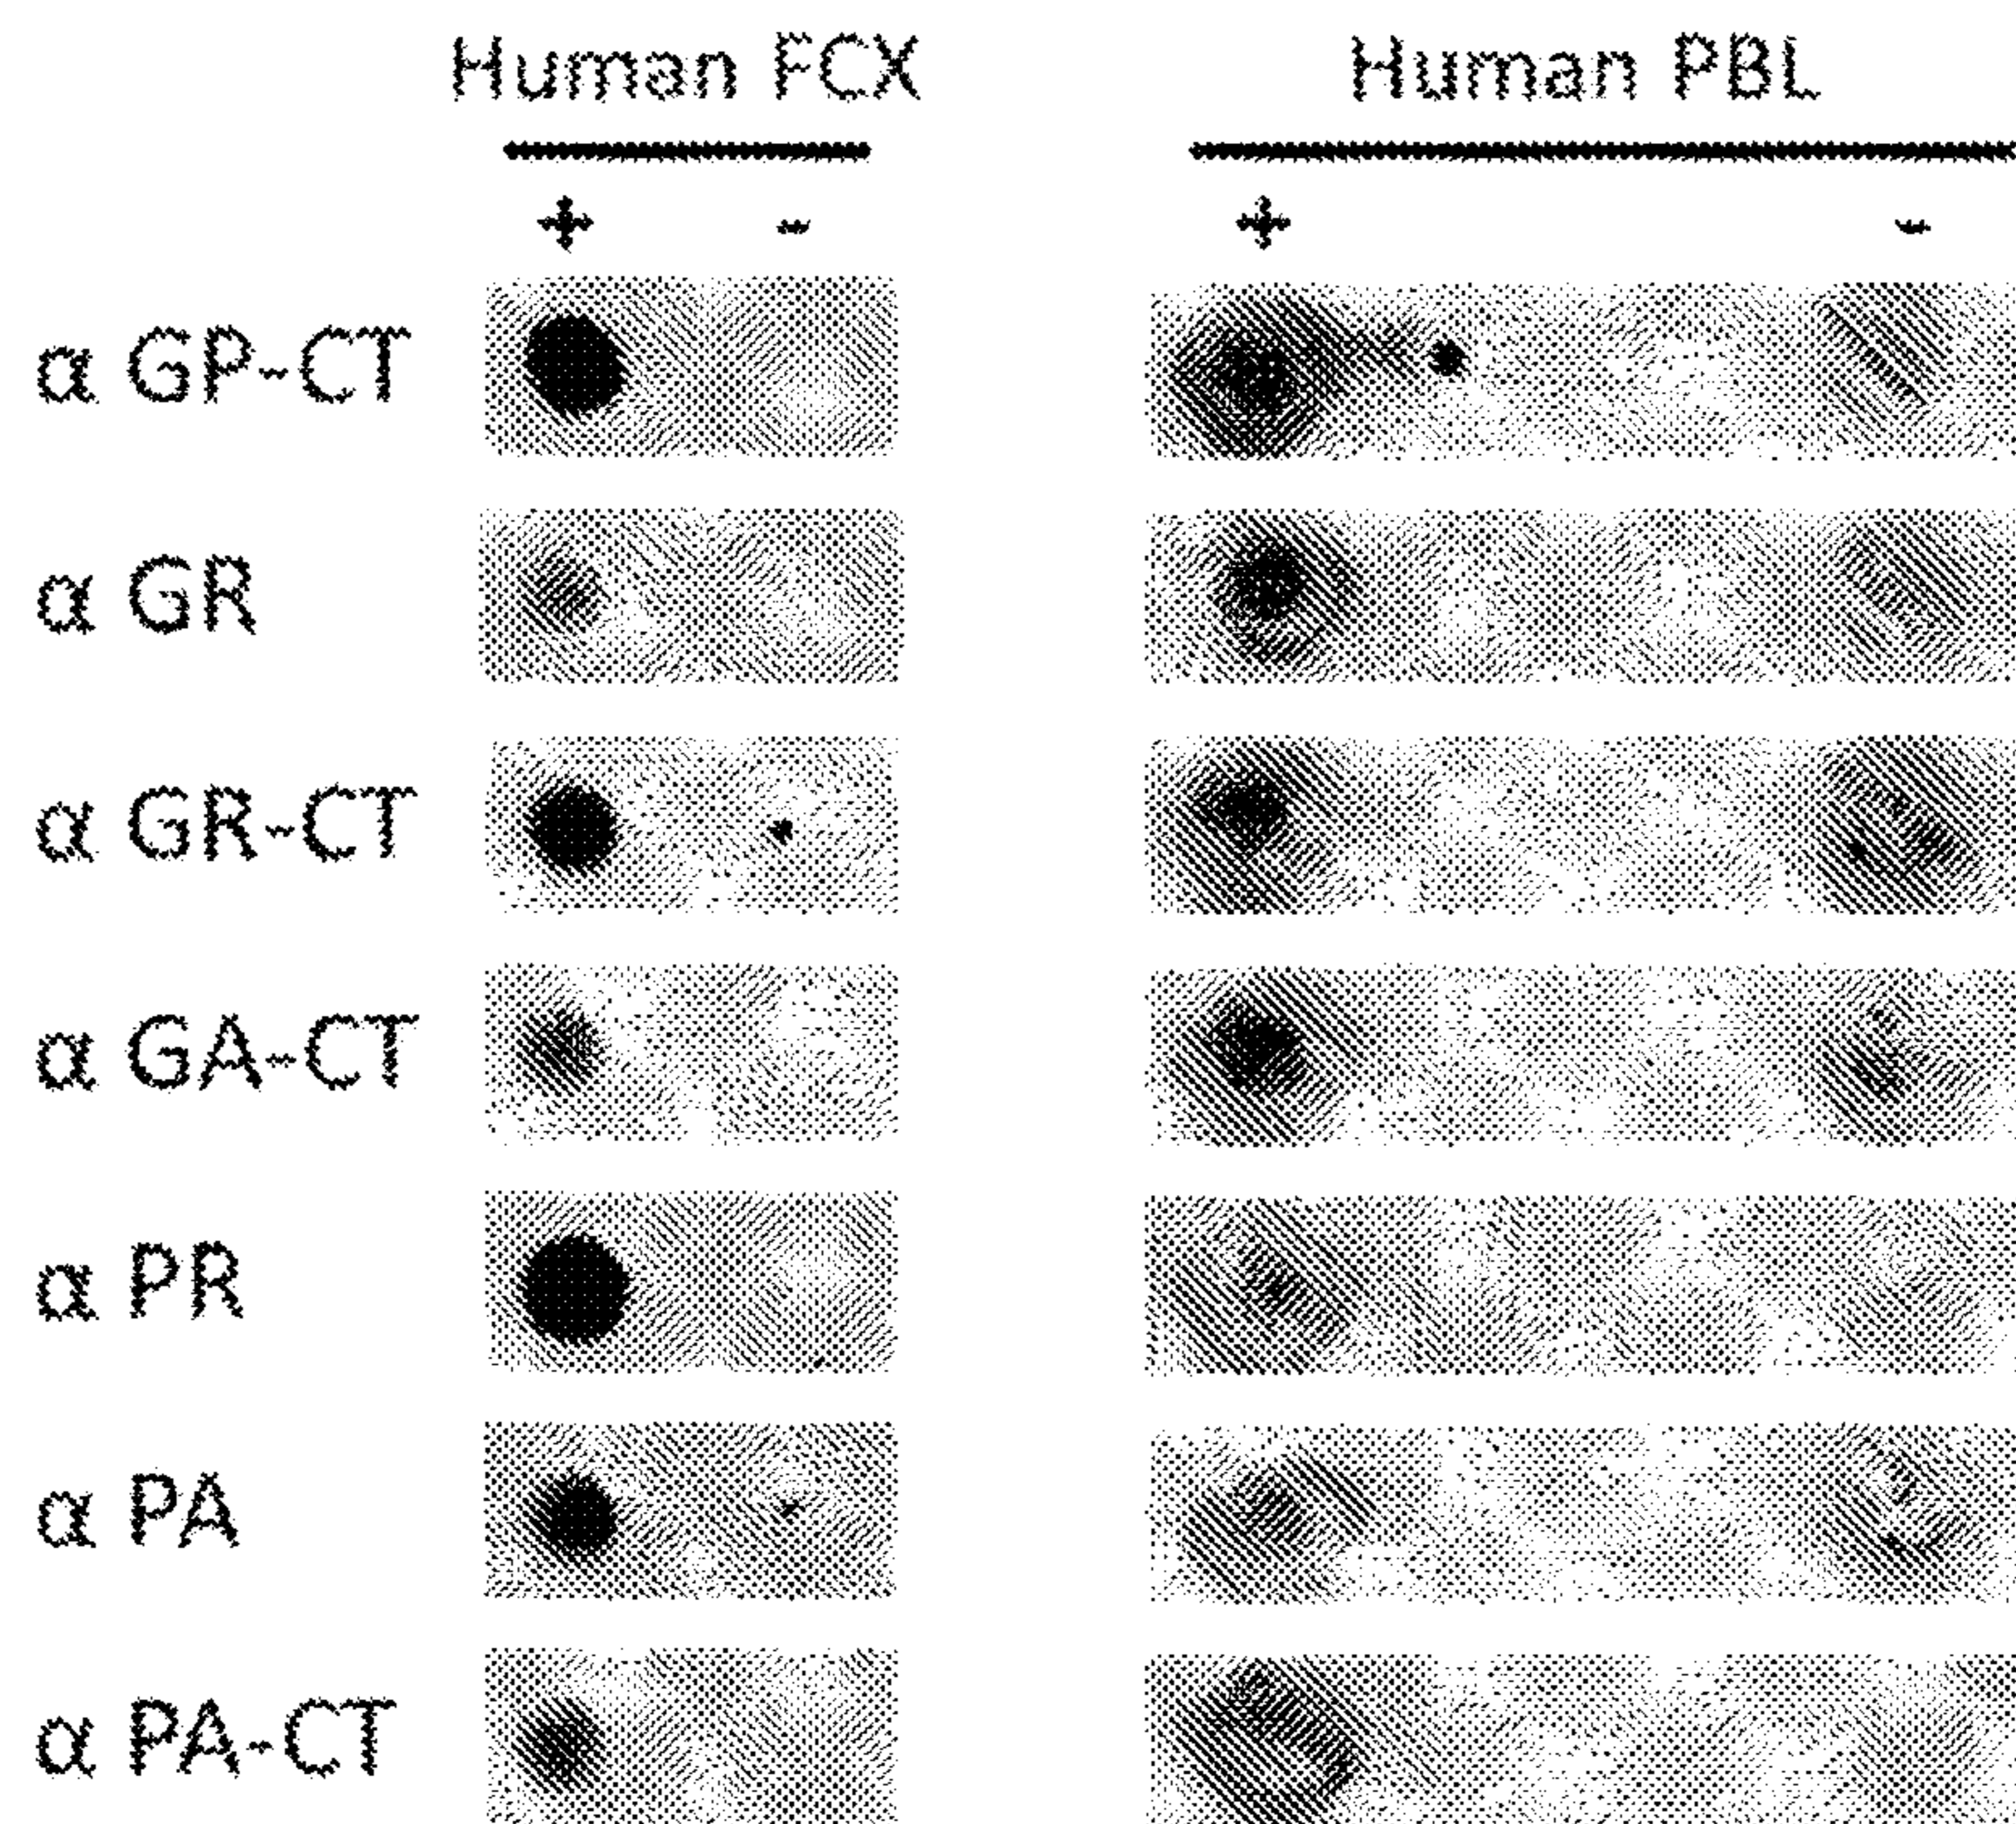 Human FCX Human PBL
+ - + -
α GP-CT
α GR
α GR-CT
α GA-CT
α PR
α PA
α PA-CT